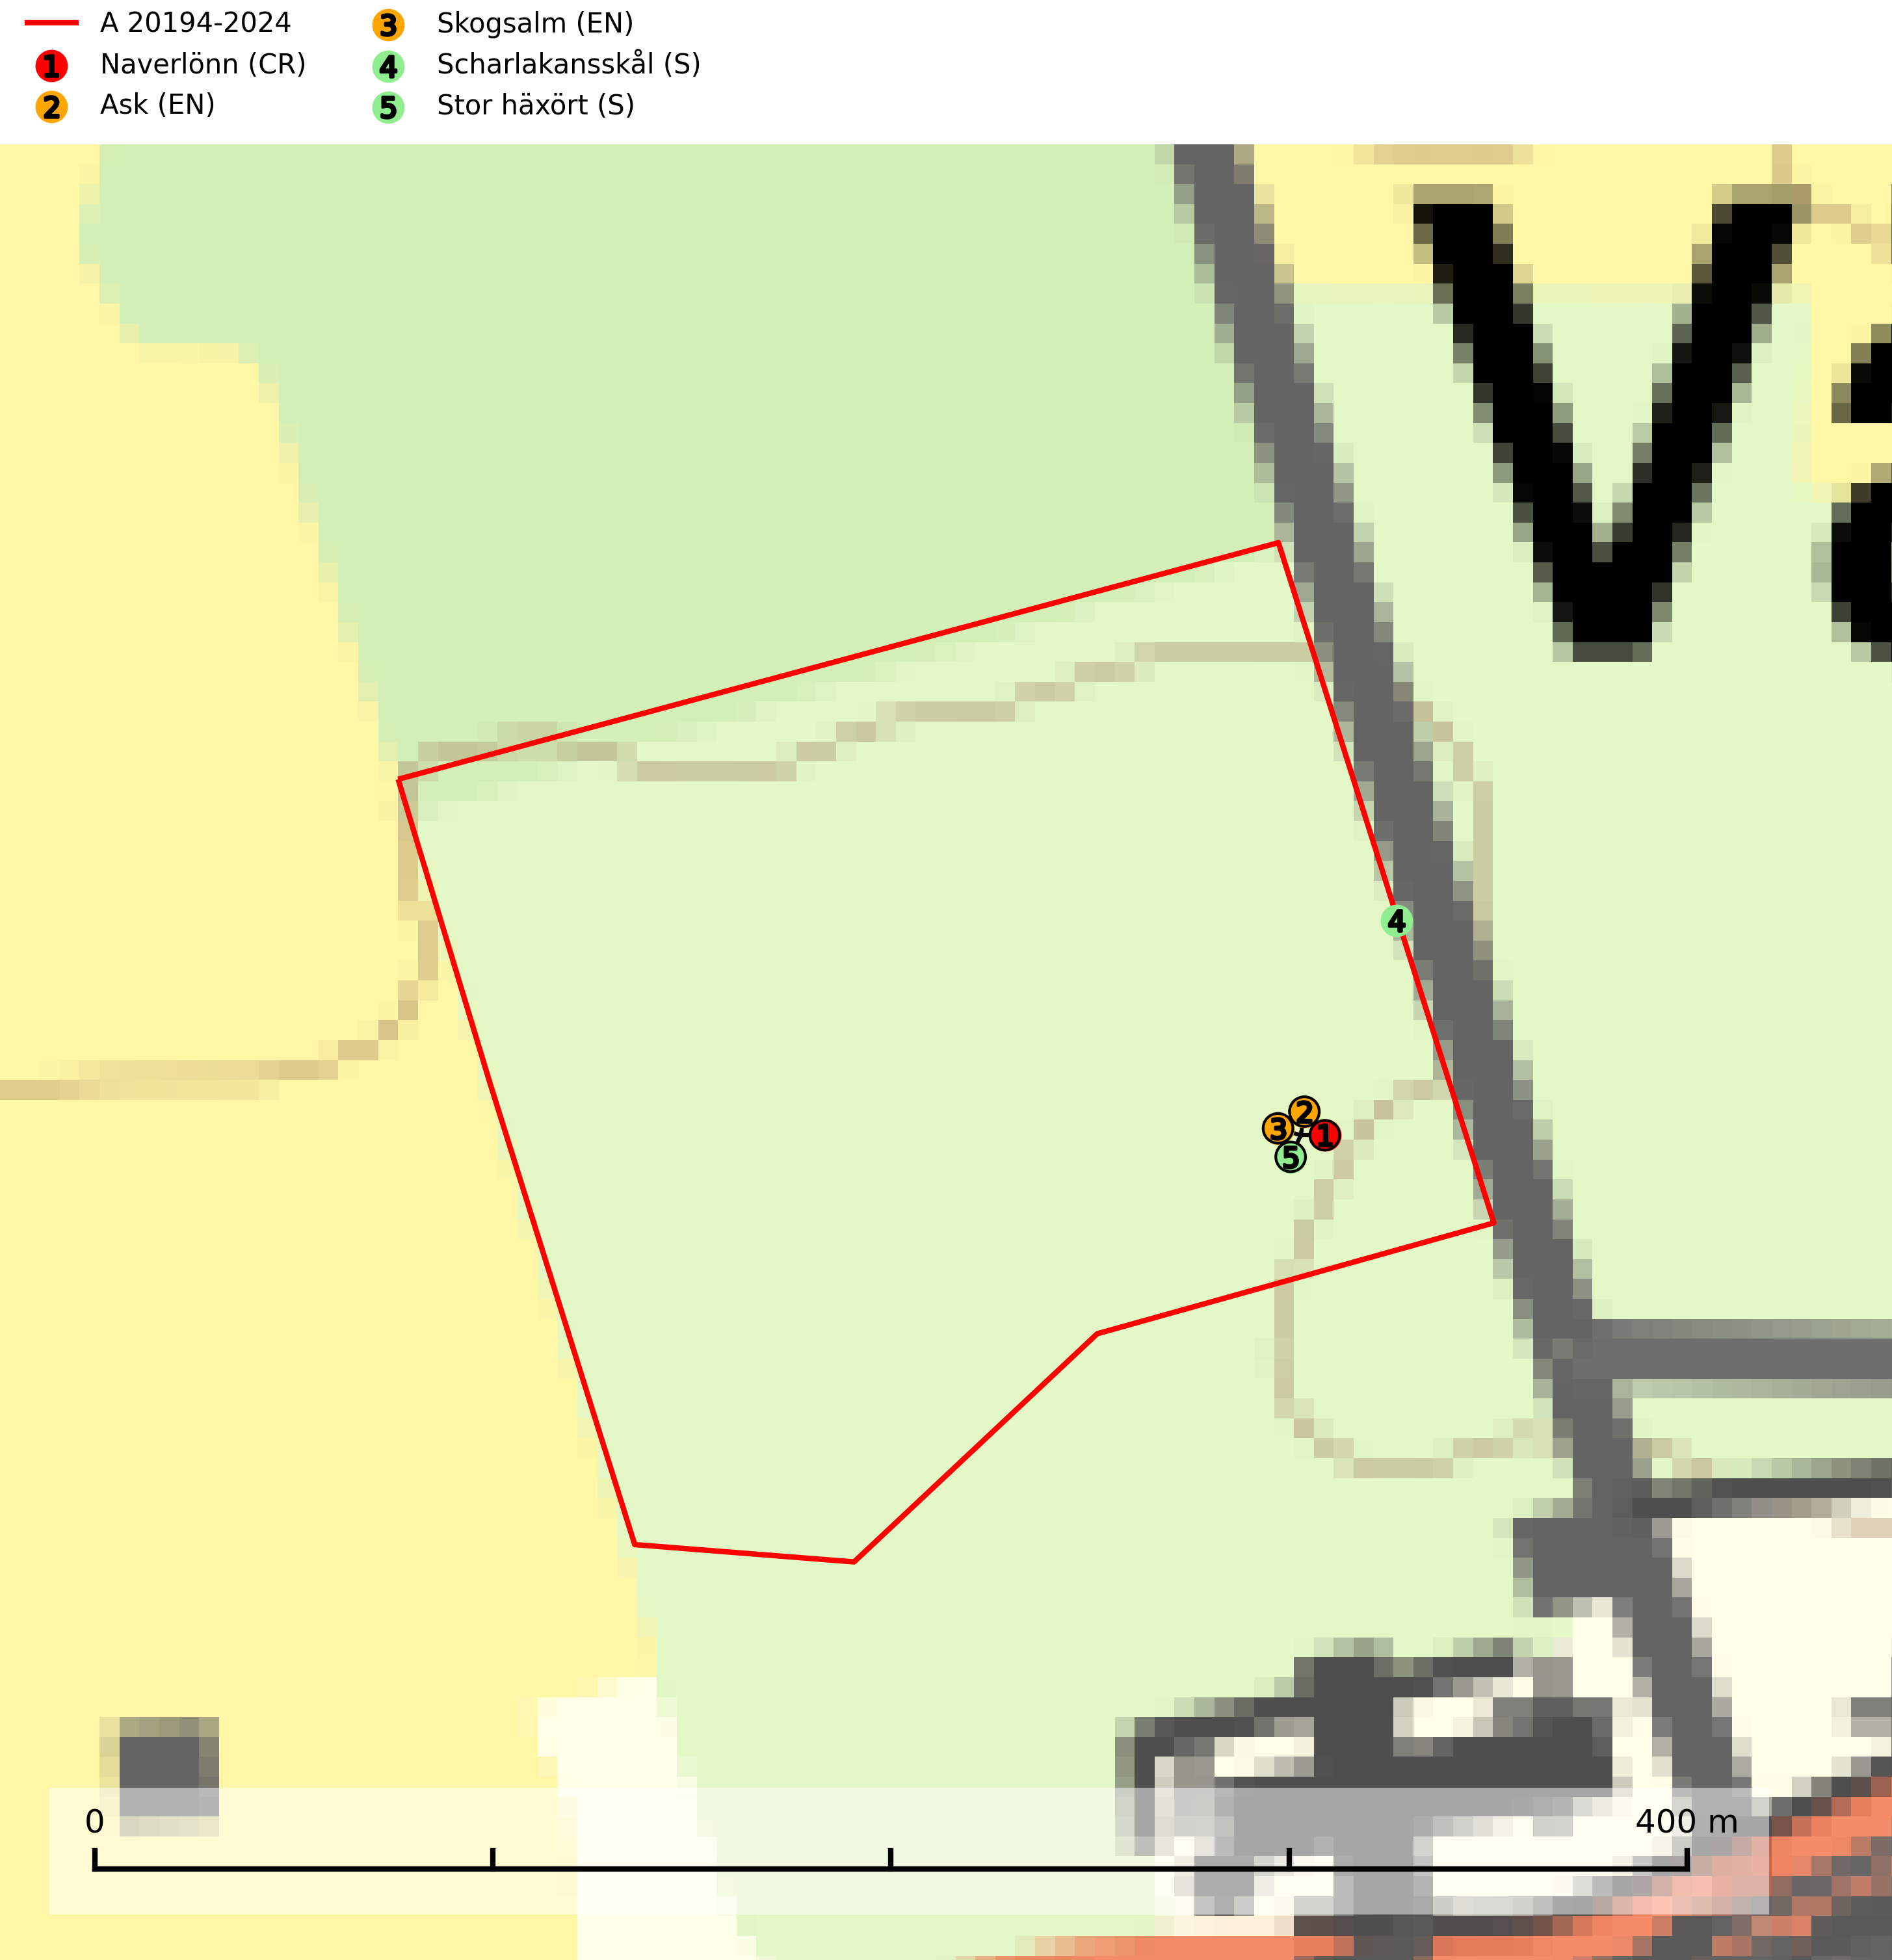 A 20194-2024
1 Naverlönn (CR)
2 Ask (EN)
3 Skogsalm (EN)
4 Scharlakansskål (S)
5 Stor häxört (S)
V
4
2
3
1
5
0
400 m